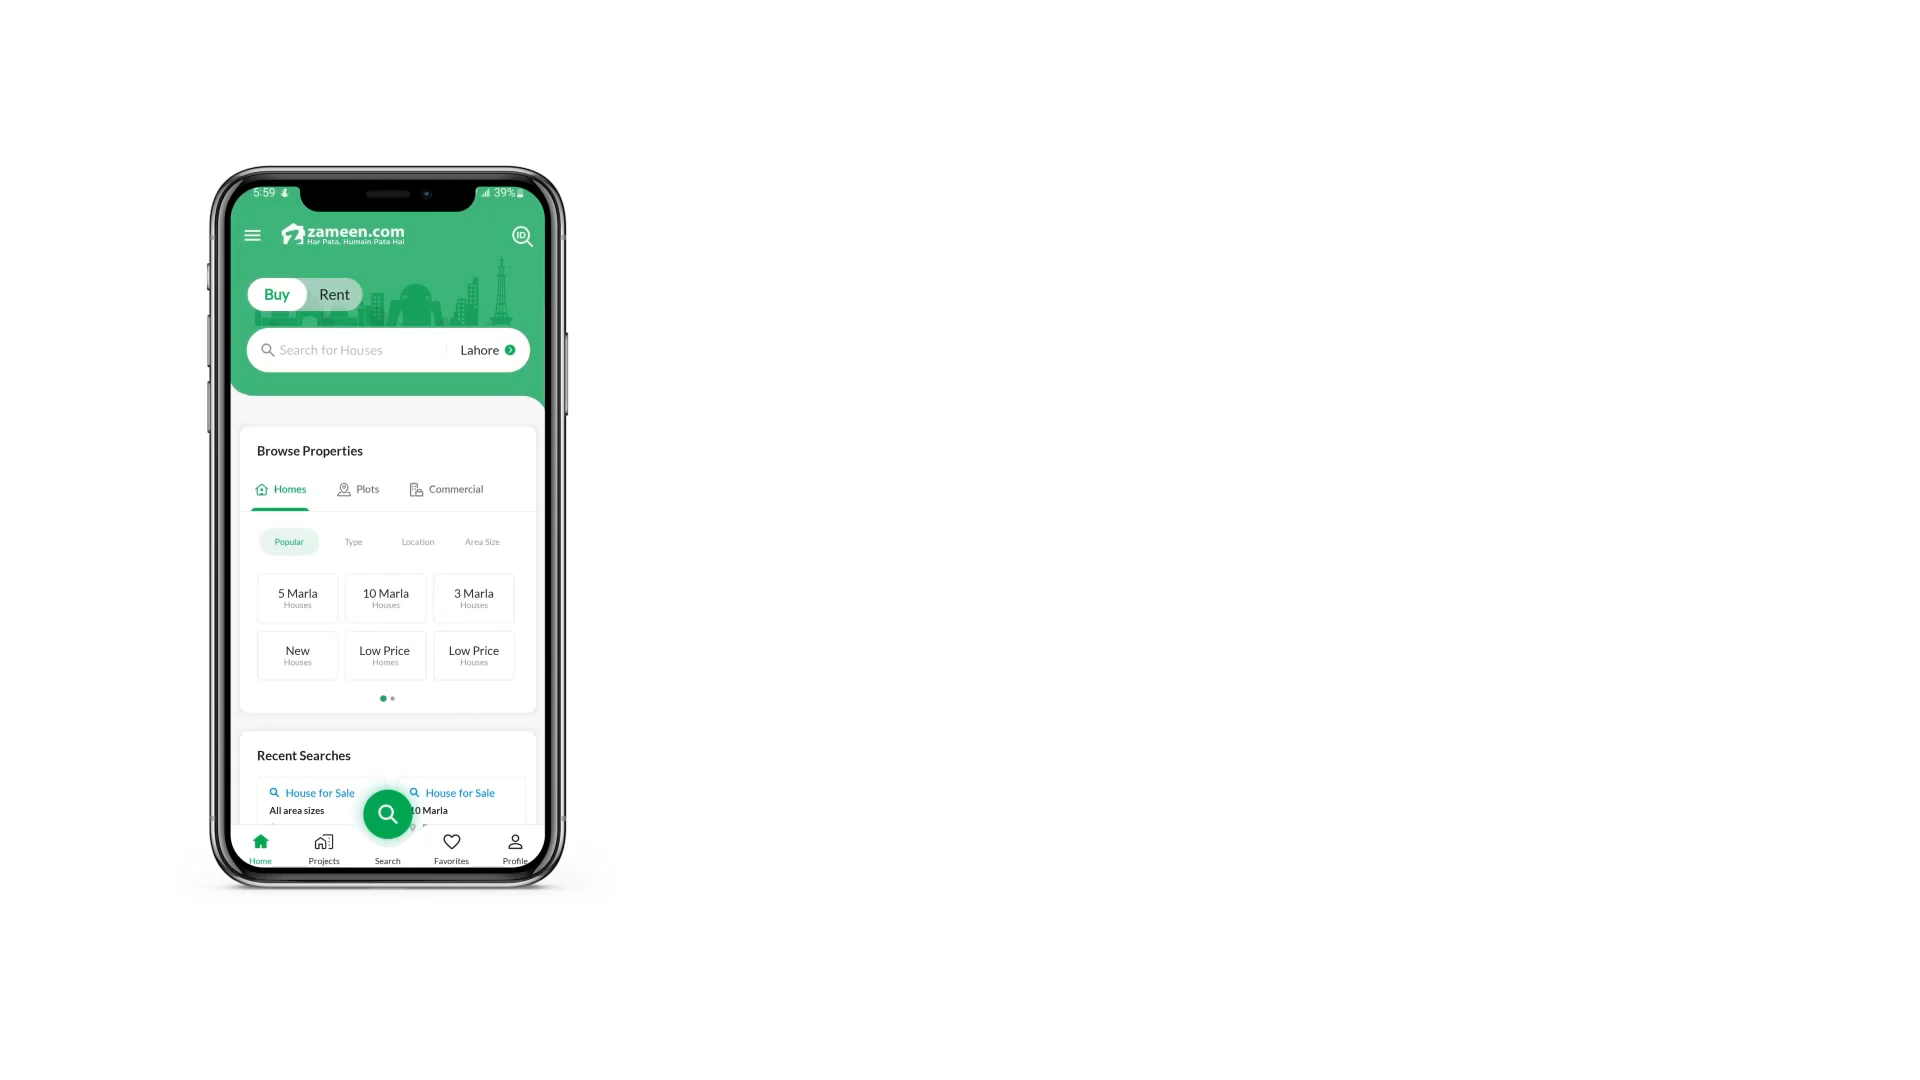 5:59
39%
zameen.com
Har Pata, Humain Pata Hai
ID
Buy Rent
Search for Houses Lahore
Browse Properties
Homes Plots Commercial
Popular Type Location Area Size
5 Marla 10 Marla 3 Marla
Houses Houses Houses
New Low Price Low Price
Houses Homes Houses
Recent Searches
House for Sale House for Sale
All area sizes 10 Marla
Home Projects Search Favorites Profile